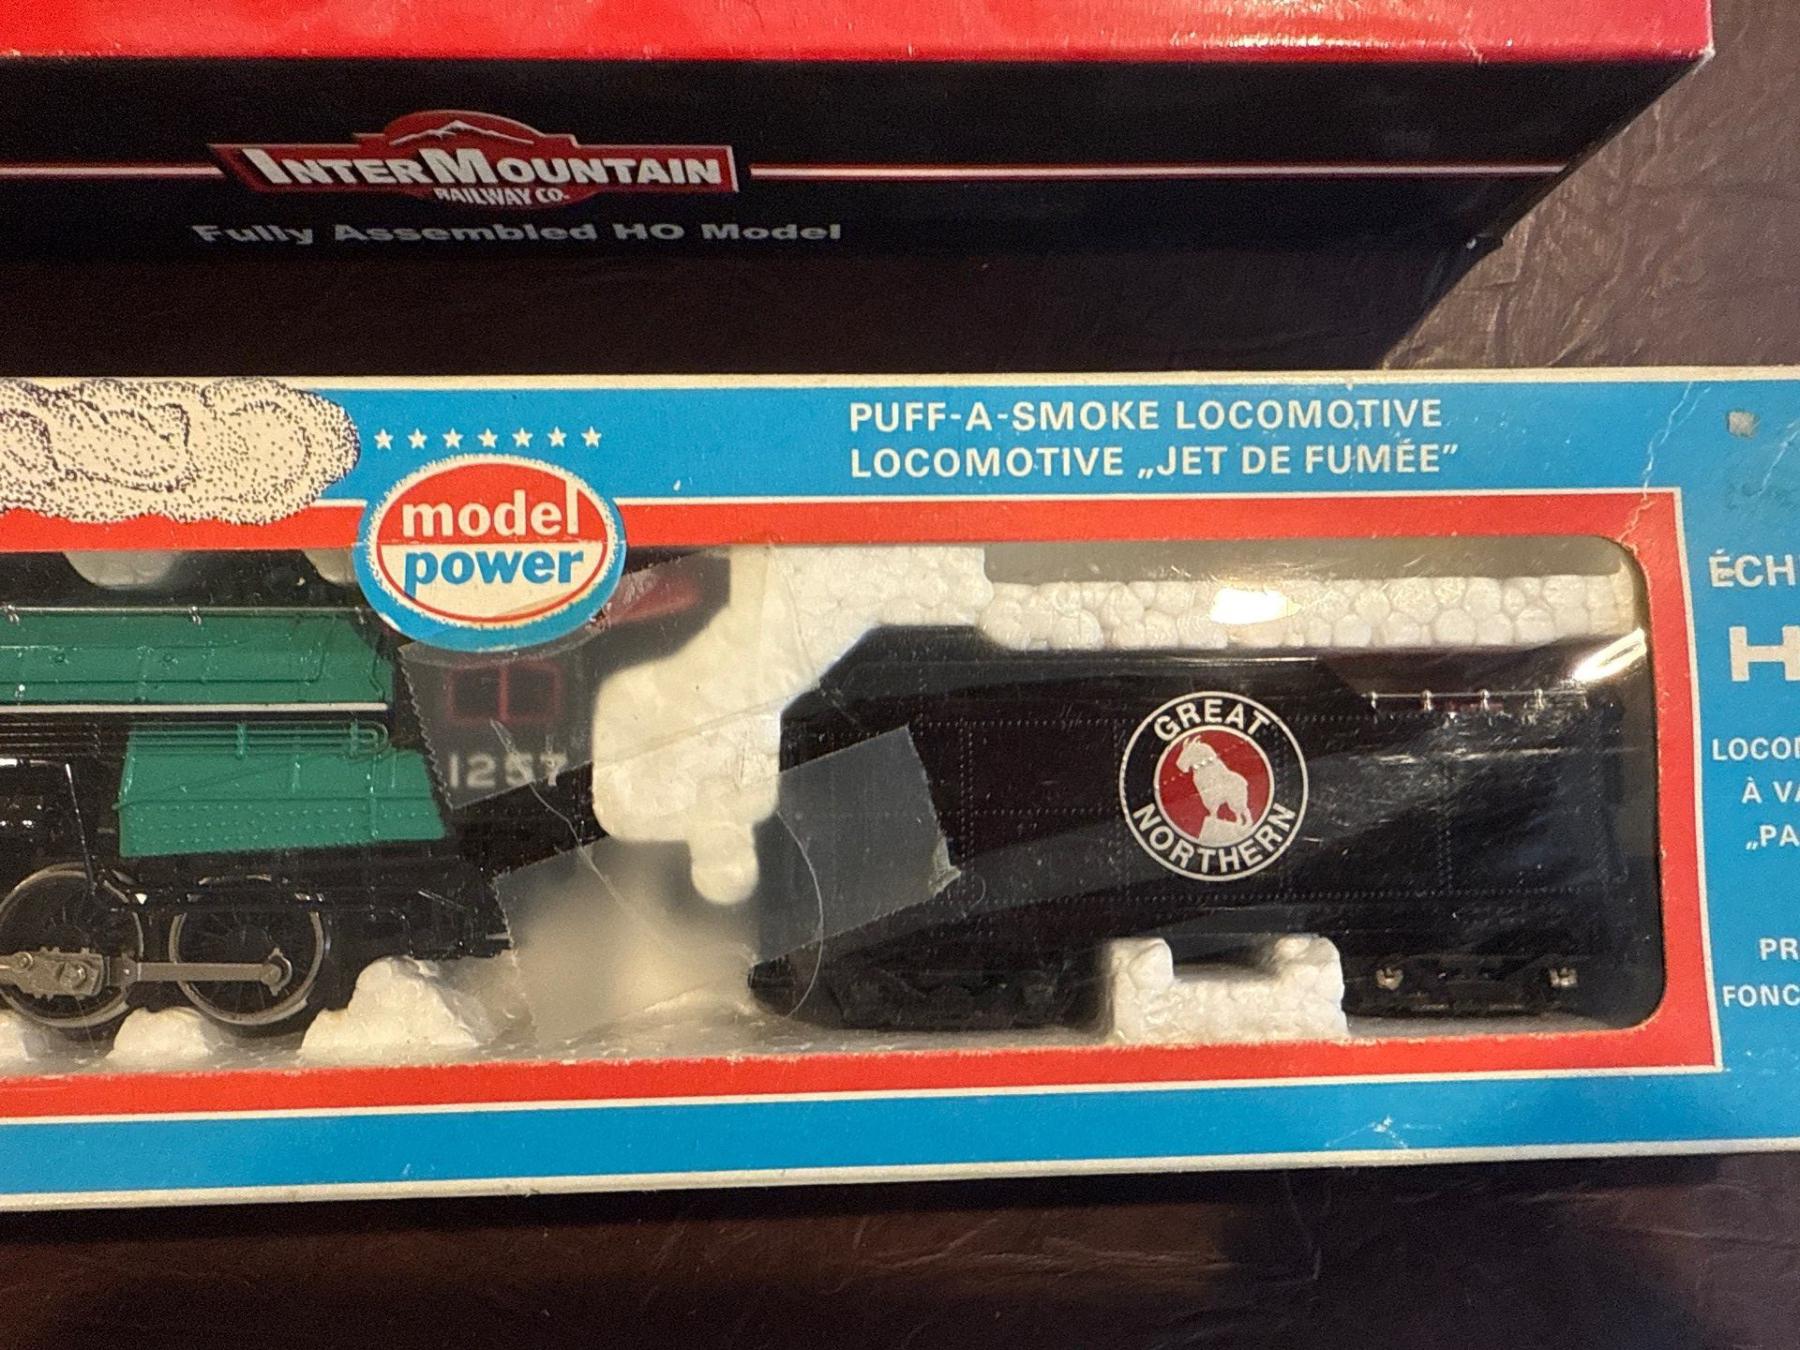 INTERMOUNTAIN
RAILWAY CO.
Fully Assembled HO Model
PUFF-A-SMOKE LOCOMOTIVE
LOCOMOTIVE „JET DE FUMÉE"
model
power
1257
GREAT
NORTHERN
ÉCH
H
LOCOM
À VA
„PA
PR
FONC